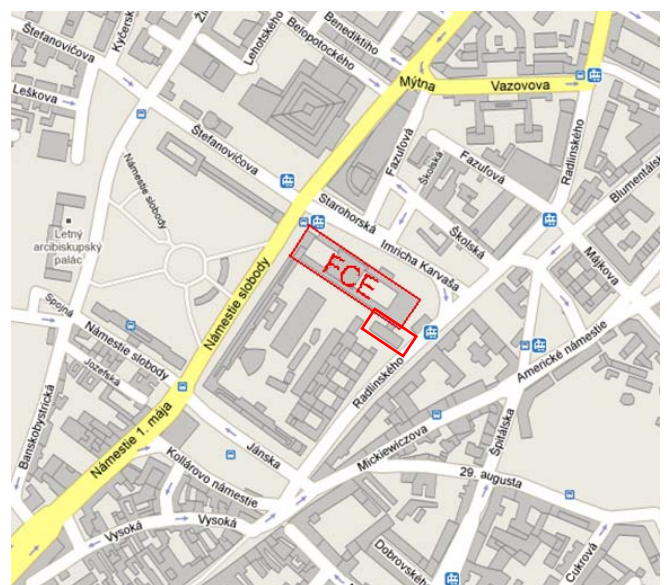 Štefanovičova
Kyčerského
Lehotského
Belopotockého
Benediktiho
Leškova
Mýtna
Vazovova
Radlinského
Štefanovičova
Fazuľová
Školská
Fazuľová
Blumentálska
Námestie slobody
Starohorská
Letný
arcibiskupský
palác
Imricha Karvaša
Školská
Májkova
FCE
Námestie slobody
Spojná
Námestie slobody
Jozefská
Radlinského
Americké námestie
Banskobystrická
Námestie 1. mája
Jánska
Kollárovo námestie
Mickiewiczova
Špitálska
29. augusta
Vysoká
Vysoká
Dobrovského
Cukrová